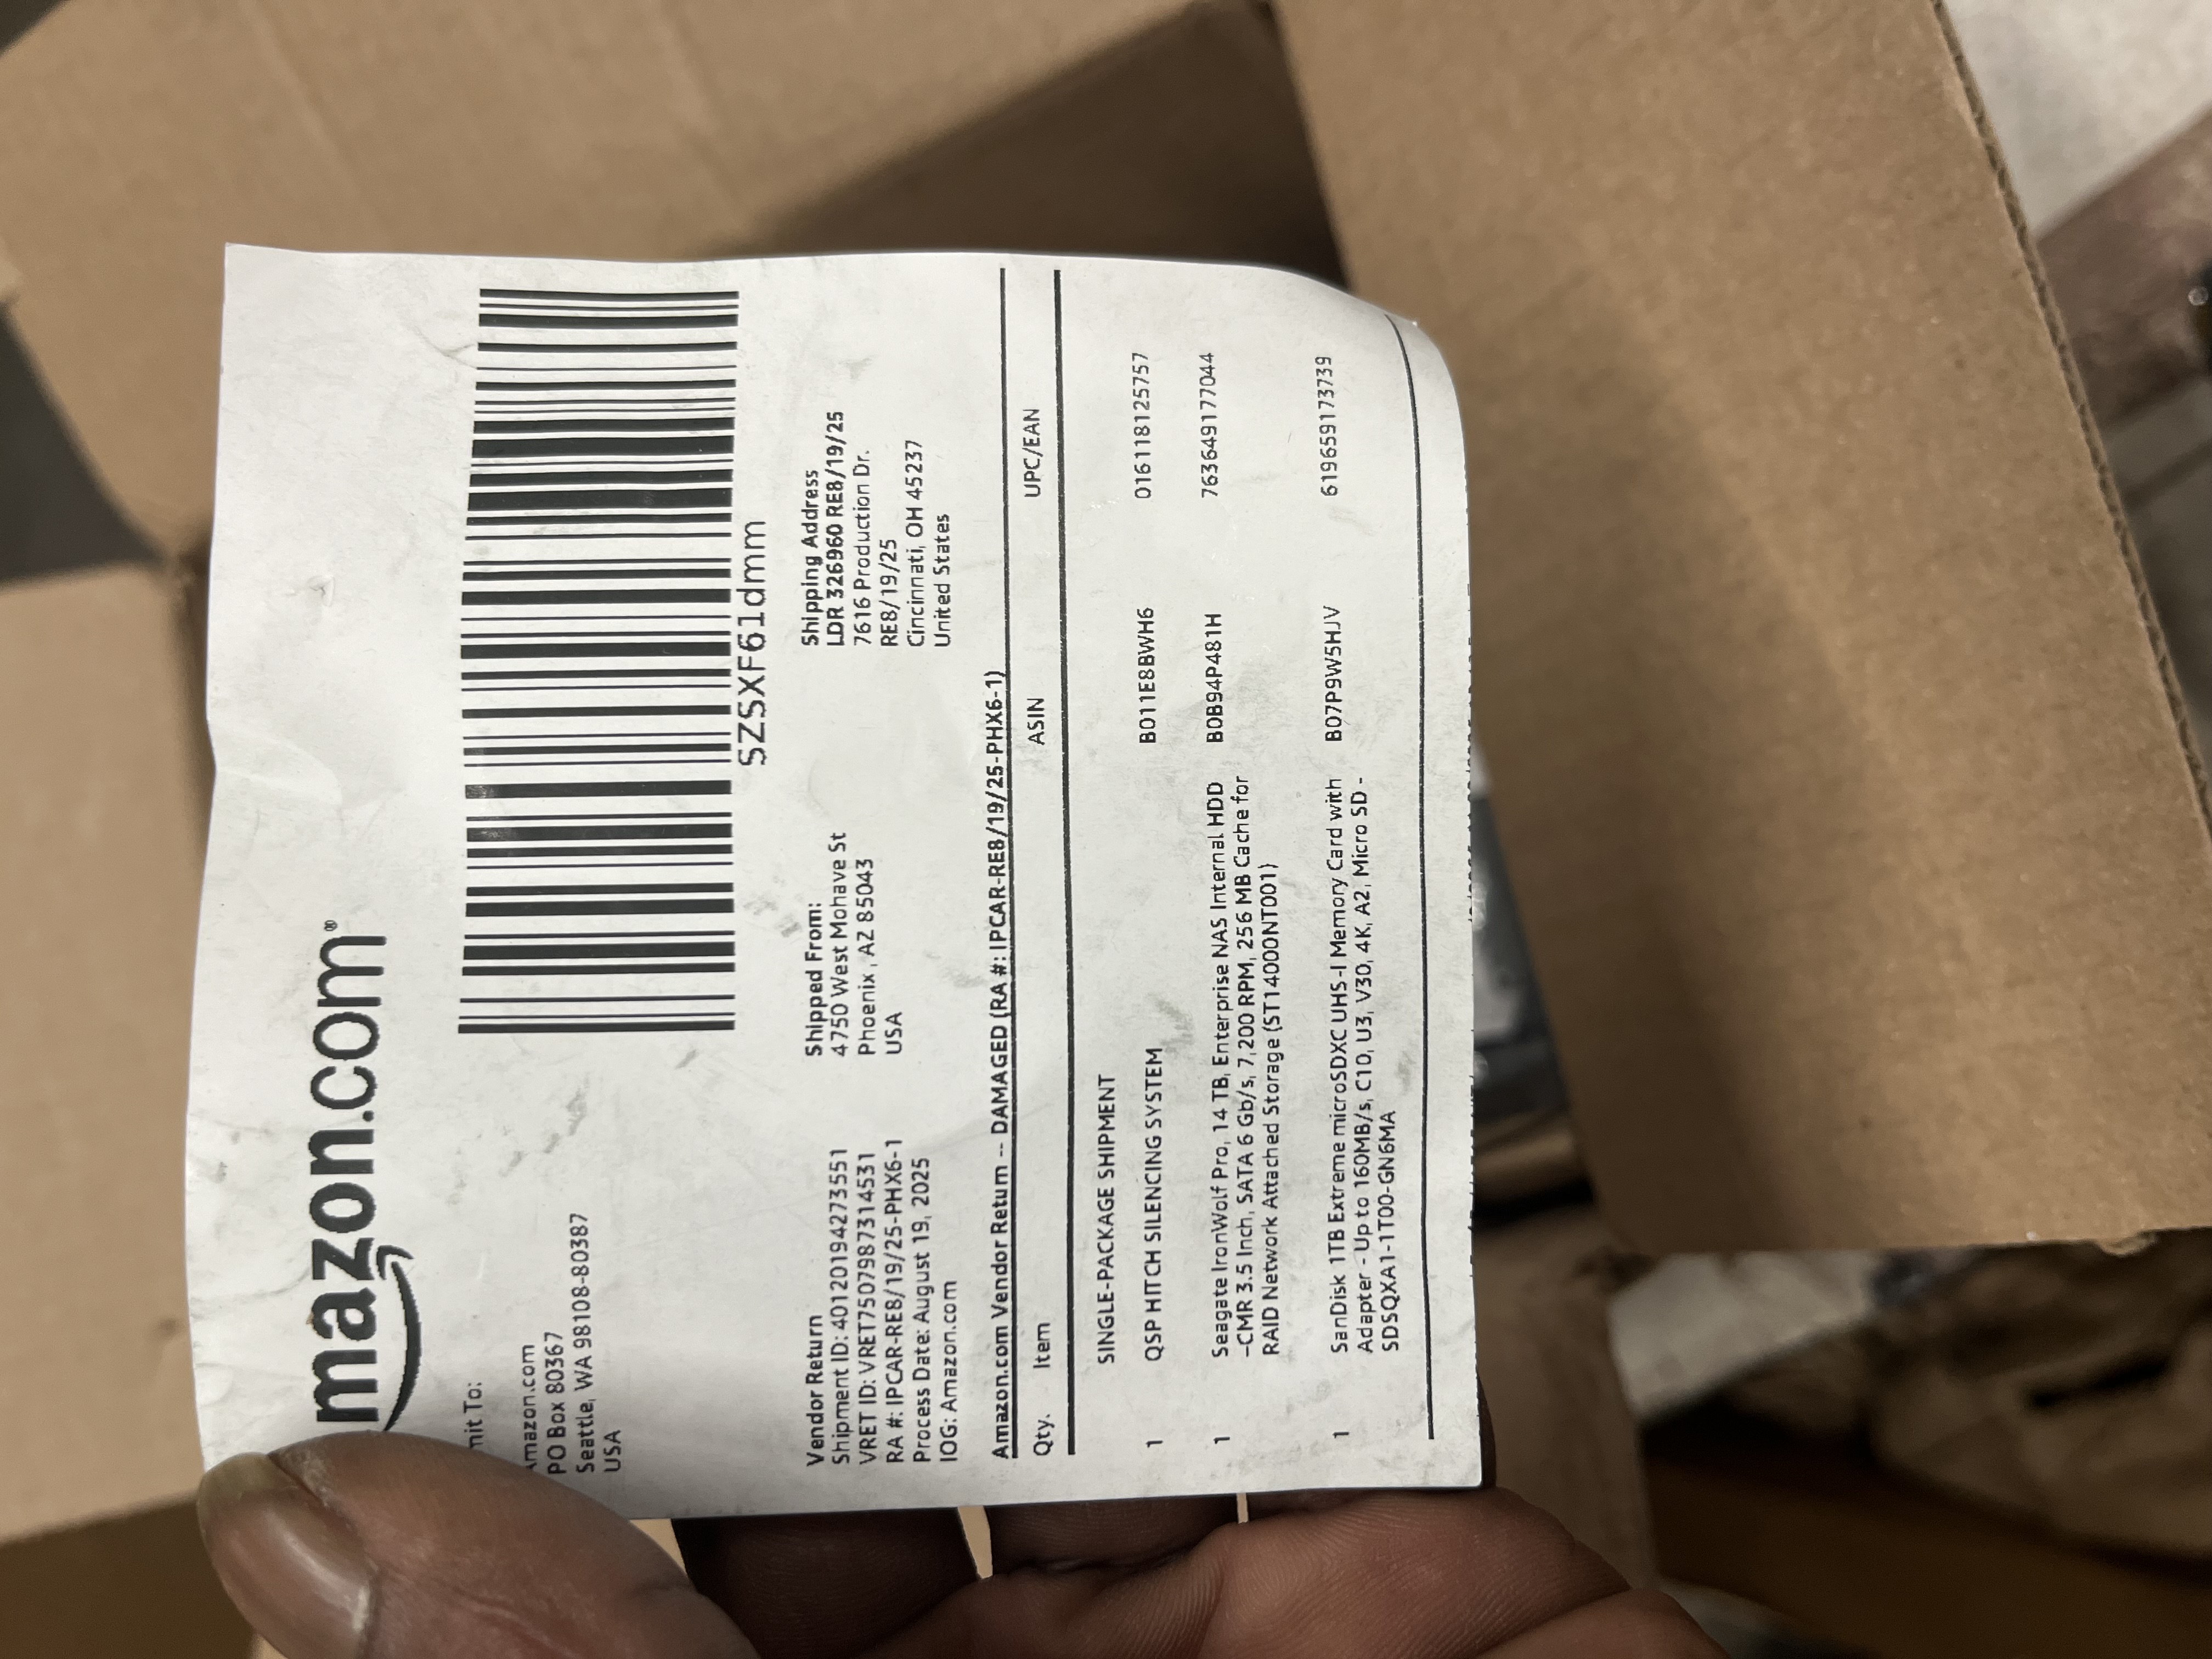 amazon.com®
mit To:
Amazon.com
PO Box 80367
Seattle, WA 98108-80387
USA
SZSXF61dmm
Vendor Return
Shipment ID: 40120194273551
VRET ID: VRET7507987314531
RA #: IPCAR-RE8/19/25-PHX6-1
Process Date: August 19, 2025
IOG: Amazon.com
Shipped From:
4750 West Mohave St
Phoenix, AZ 85043
USA
Shipping Address
LDR 326960 RE8/19/25
7616 Production Dr.
RE8/19/25
Cincinnati, OH 45237
United States
Amazon.com Vendor Return -- DAMAGED (RA #: IPCAR-RE8/19/25-PHX6-1)
Qty. Item ASIN UPC/EAN
SINGLE-PACKAGE SHIPMENT
1 QSP HITCH SILENCING SYSTEM B011E8BWH6 016118125757
1 Seagate IronWolf Pro, 14 TB, Enterprise NAS Internal HDD B0B94P481H 763649177044
-CMR 3.5 Inch, SATA 6 Gb/s, 7,200 RPM, 256 MB Cache for
RAID Network Attached Storage (ST14000NT001)
1 SanDisk 1TB Extreme microSDXC UHS-I Memory Card with B07P9W5HJV 619659173739
Adapter - Up to 160MB/s, C10, U3, V30, 4K, A2, Micro SD -
SDSQXA1-1T00-GN6MA